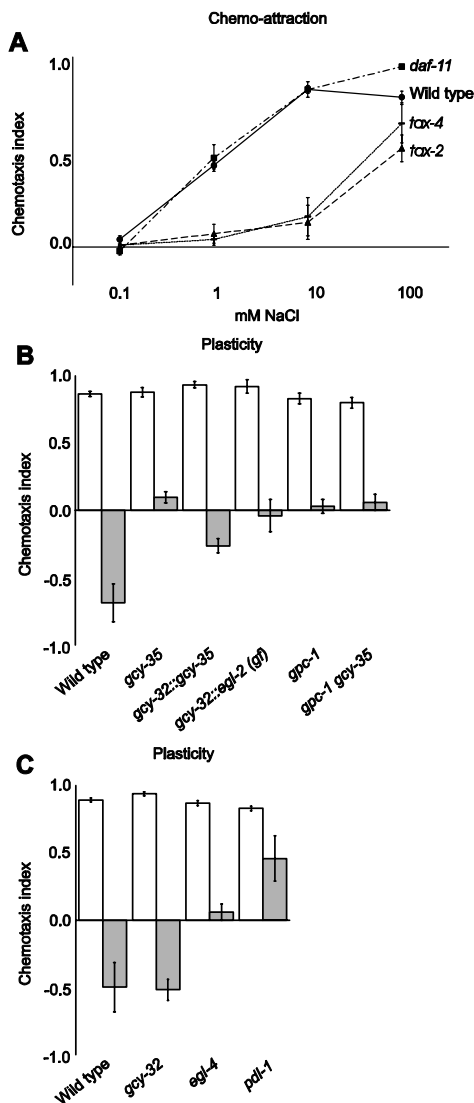 Chemo-attraction
A
1.0
0.5
0.0
Chemotaxis index
daf-11
Wild type
tax-4
tax-2
0.1 1 10 100
mM NaCl
Plasticity
B
1.0
0.5
0.0
-0.5
-1.0
Chemotaxis index
Wild type
gcy-35
gcy-32::gcy-35
gcy-32::egl-2 (gf)
gpc-1
gpc-1 gcy-35
Plasticity
C
1.0
0.5
0.0
-0.5
-1.0
Chemotaxis index
Wild type
gcy-32
egl-4
pdl-1